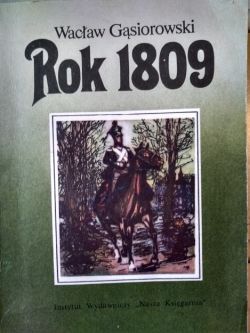 Wacław Gąsiorowski
Rok 1809
Instytut Wydawniczy „Nasza Księgarnia"